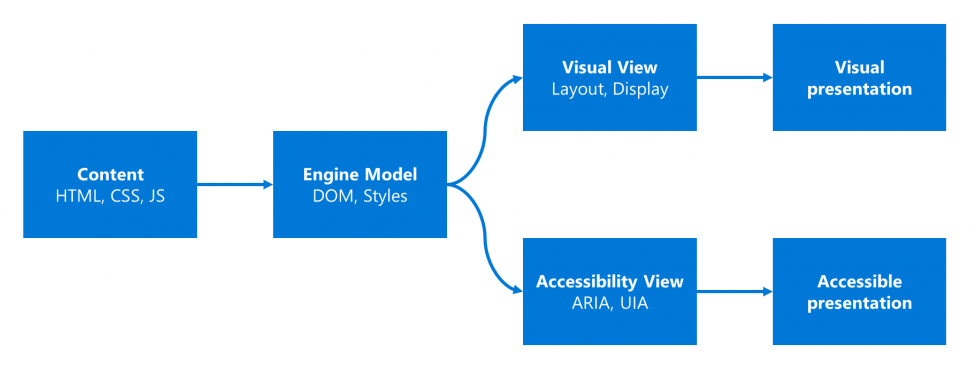 Content
HTML, CSS, JS
Engine Model
DOM, Styles
Visual View
Layout, Display
Visual
presentation
Accessibility View
ARIA, UIA
Accessible
presentation